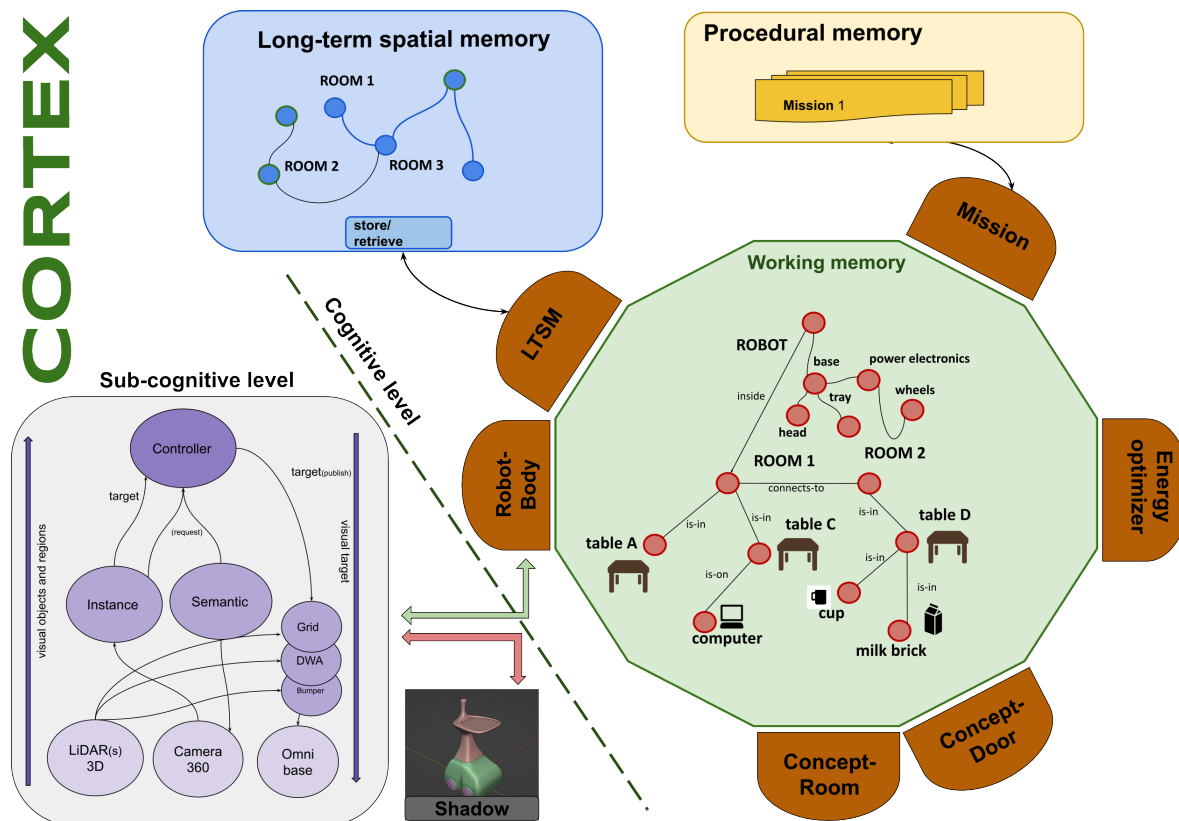 CORTEX
Long-term spatial memory
ROOM 1
ROOM 2
ROOM 3
store/
retrieve
Procedural memory
Mission 1
Mission
LTSM
Cognitive level
Working memory
ROBOT
base
power electronics
inside
tray
wheels
head
ROOM 1
ROOM 2
connects-to
is-in
is-in
is-in
table A
table C
table D
is-on
is-in
is-in
cup
computer
milk brick
Robot-
Body
Energy
optimizer
Concept-
Door
Concept-
Room
Sub-cognitive level
Controller
target
target(publish)
(request)
visual objects and regions
visual target
Instance
Semantic
Grid
DWA
Bumper
LiDAR(s)
3D
Camera
360
Omni
base
Shadow